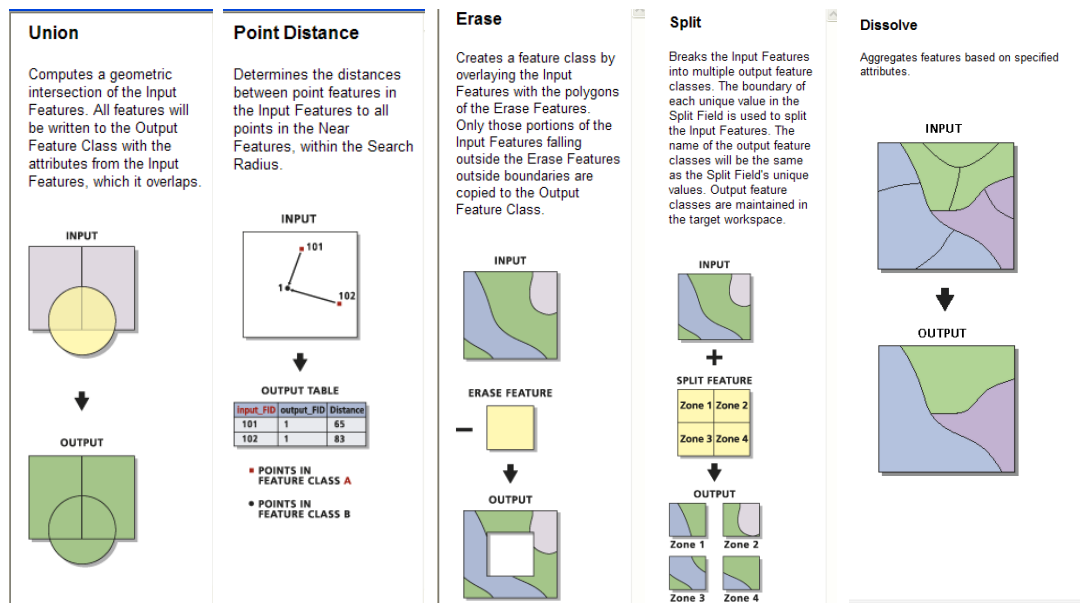 Union
Computes a geometric
intersection of the Input
Features. All features will
be written to the Output
Feature Class with the
attributes from the Input
Features, which it overlaps.
INPUT
OUTPUT
Point Distance
Determines the distances
between point features in
the Input Features to all
points in the Near
Features, within the Search
Radius.
INPUT
101
1
102
OUTPUT TABLE
input_FID output_FID Distance
101 1 65
102 1 83
POINTS IN
FEATURE CLASS A
POINTS IN
FEATURE CLASS B
Erase
Creates a feature class by
overlaying the Input
Features with the polygons
of the Erase Features.
Only those portions of the
Input Features falling
outside the Erase Features
outside boundaries are
copied to the Output
Feature Class.
INPUT
ERASE FEATURE
OUTPUT
Split
Breaks the Input Features
into multiple output feature
classes. The boundary of
each unique value in the
Split Field is used to split
the Input Features. The
name of the output feature
classes will be the same
as the Split Field's unique
values. Output feature
classes are maintained in
the target workspace.
INPUT
SPLIT FEATURE
Zone 1 Zone 2
Zone 3 Zone 4
OUTPUT
Zone 1 Zone 2
Zone 3 Zone 4
Dissolve
Aggregates features based on specified
attributes.
INPUT
OUTPUT